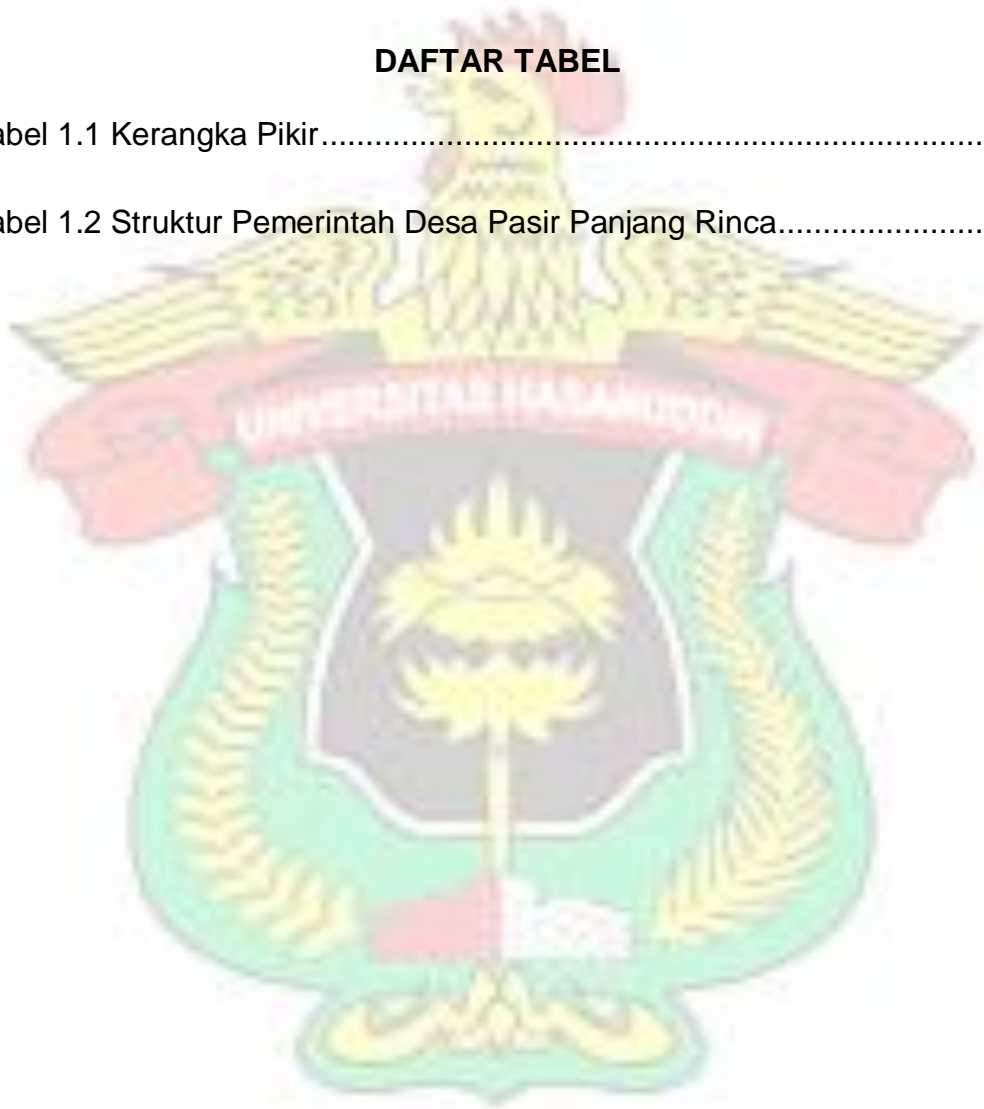 DAFTAR TABEL
abel 1.1 Kerangka Pikir..........................................................................
abel 1.2 Struktur Pemerintah Desa Pasir Panjang Rinca.......................
UNIVERSITAS HASANUDDIN